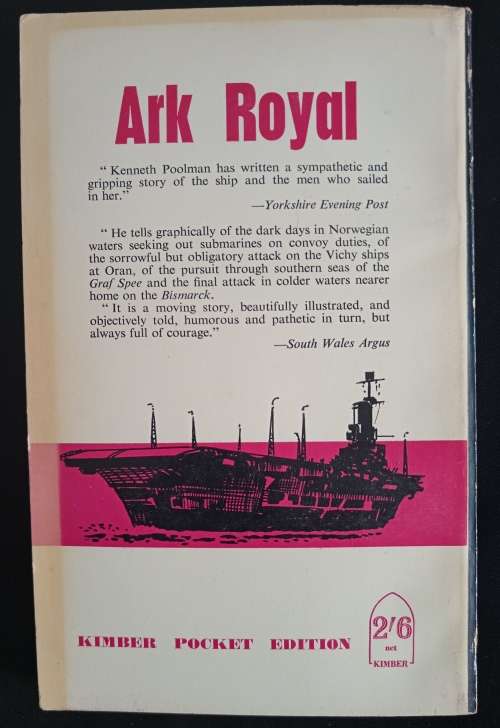 Ark Royal
“ Kenneth Poolman has written a sympathetic and
gripping story of the ship and the men who sailed
in her.”
—Yorkshire Evening Post
“ He tells graphically of the dark days in Norwegian
waters seeking out submarines on convoy duties, of
the sorrowful but obligatory attack on the Vichy ships
at Oran, of the pursuit through southern seas of the
Graf Spee and the final attack in colder waters nearer
home on the Bismarck.
“ It is a moving story, beautifully illustrated, and
objectively told, humorous and pathetic in turn, but
always full of courage.”
—South Wales Argus
KIMBER POCKET EDITION
2/6
net
KIMBER